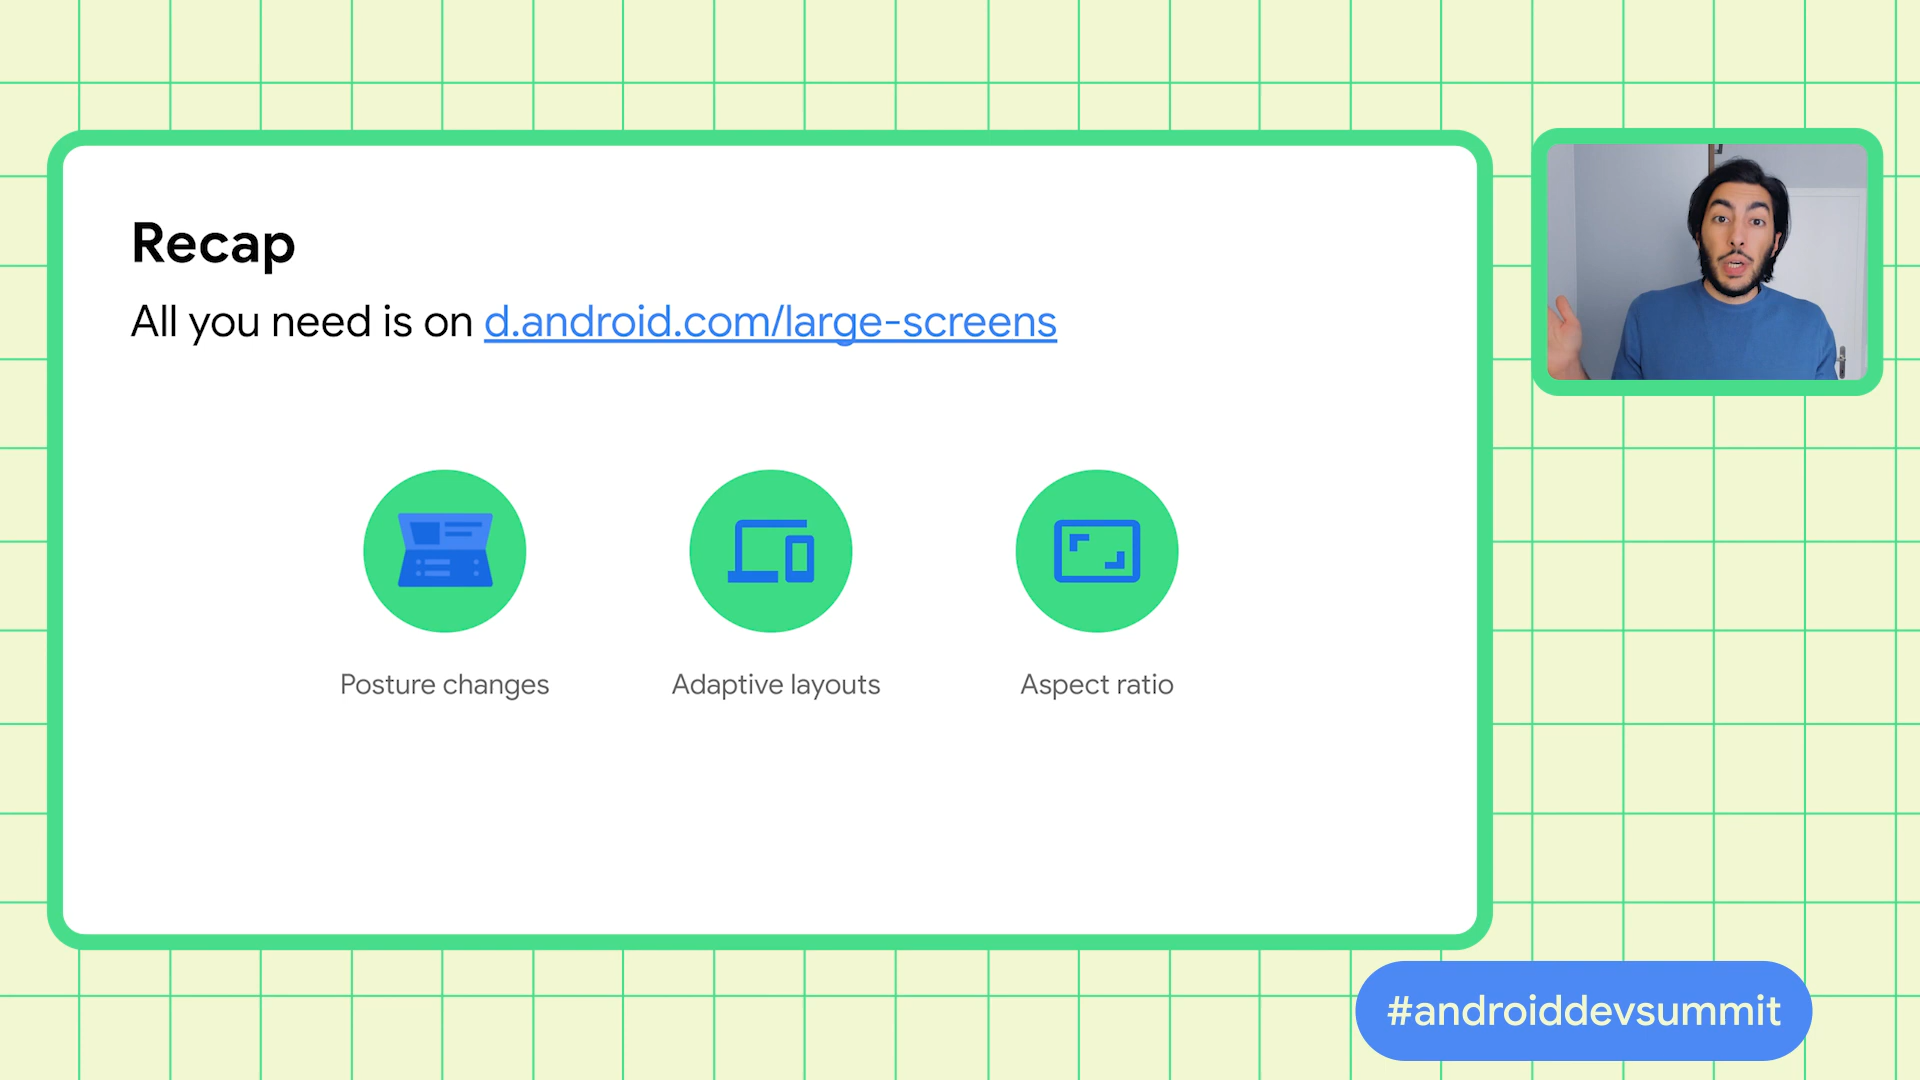 Recap
All you need is on d.android.com/large-screens
Posture changes
Adaptive layouts
Aspect ratio
#androiddevsummit